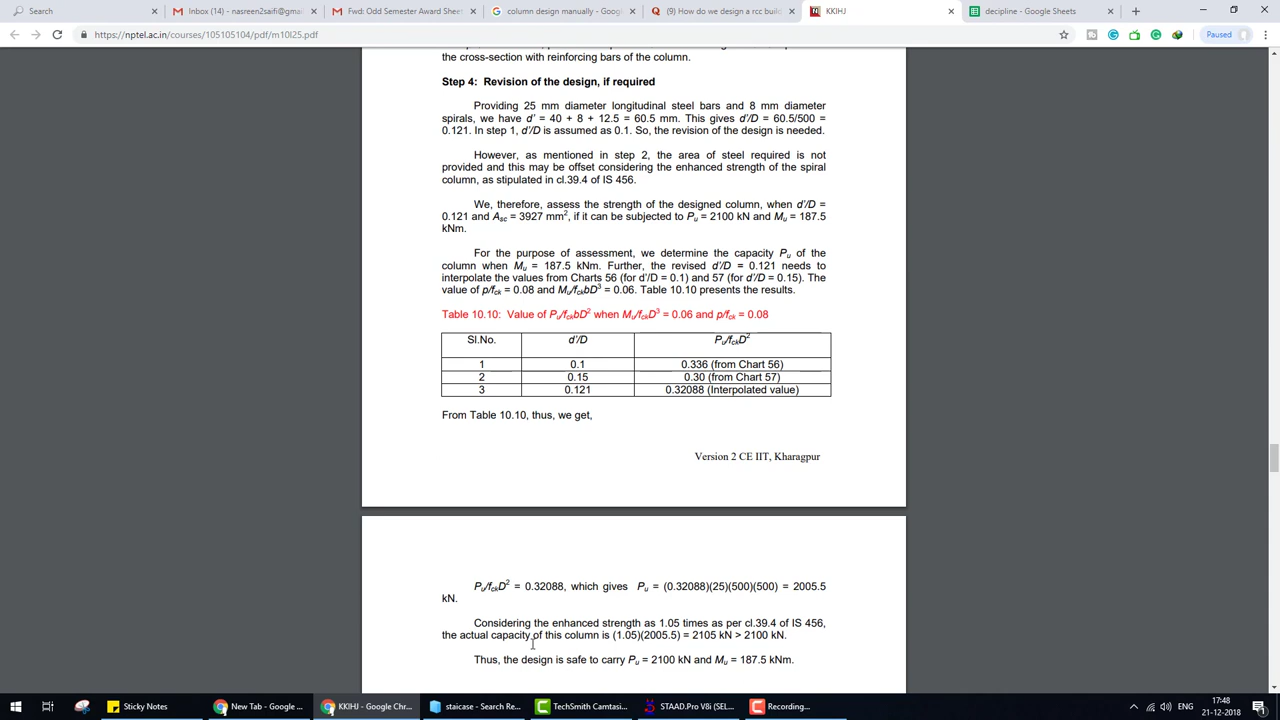 Search
Inbox (14) - nasreen2saifi@gmai
Fwd: Odd Semester Award Sheet
column design manually - Google
(9) How do we design a rcc build
KKIHJ
decipline - Google Sheets
https://nptel.ac.in/courses/105105104/pdf/m10l25.pdf
Paused
the cross-section with reinforcing bars of the column.
Step 4: Revision of the design, if required
Providing 25 mm diameter longitudinal steel bars and 8 mm diameter
spirals, we have d' = 40 + 8 + 12.5 = 60.5 mm. This gives d'/D = 60.5/500 =
0.121. In step 1, d'/D is assumed as 0.1. So, the revision of the design is needed.
However, as mentioned in step 2, the area of steel required is not
provided and this may be offset considering the enhanced strength of the spiral
column, as stipulated in cl.39.4 of IS 456.
We, therefore, assess the strength of the designed column, when d'/D =
0.121 and Asc = 3927 mm2, if it can be subjected to Pu = 2100 kN and Mu = 187.5
kNm.
For the purpose of assessment, we determine the capacity Pu of the
column when Mu = 187.5 kNm. Further, the revised d'/D = 0.121 needs to
interpolate the values from Charts 56 (for d'/D = 0.1) and 57 (for d'/D = 0.15). The
value of p/fck = 0.08 and Mu/fckbD3 = 0.06. Table 10.10 presents the results.
Table 10.10: Value of Pu/fckbD2 when Mu/fckD3 = 0.06 and p/fck = 0.08
Sl.No. d'/D Pu/fckD2
1 0.1 0.336 (from Chart 56)
2 0.15 0.30 (from Chart 57)
3 0.121 0.32088 (Interpolated value)
From Table 10.10, thus, we get,
Version 2 CE IIT, Kharagpur
Pu/fckD2 = 0.32088, which gives Pu = (0.32088)(25)(500)(500) = 2005.5
kN.
Considering the enhanced strength as 1.05 times as per cl.39.4 of IS 456,
the actual capacity of this column is (1.05)(2005.5) = 2105 kN > 2100 kN.
Thus, the design is safe to carry Pu = 2100 kN and Mu = 187.5 kNm.
Sticky Notes
New Tab - Google ...
KKIHJ - Google Chr...
staicase - Search Re...
TechSmith Camtasi...
STAAD.Pro V8i (SEL...
Recording...
ENG
17:48
21-12-2018